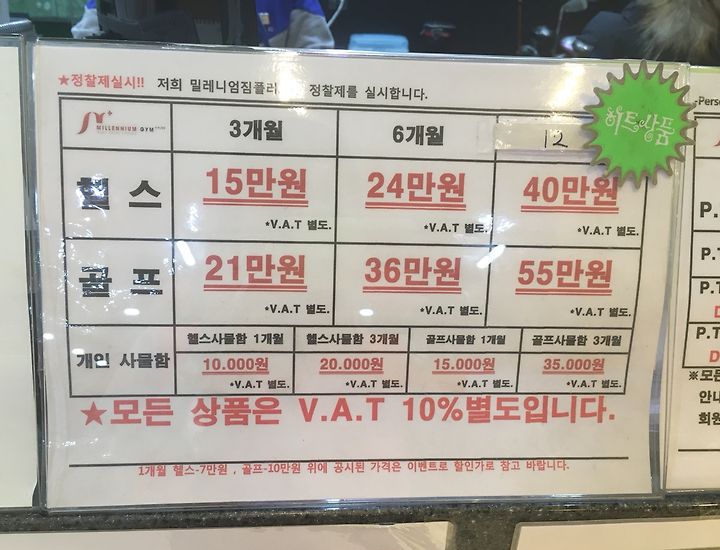 ★정찰제실시!! 저희 밀레니엄짐플러 정찰제를 실시합니다.
MILLENNIUM GYM
3개월 6개월 12
히트상품
헬스 15만원 24만원 40만원
*V.A.T 별도. *V.A.T 별도. *V.A.T 별도.
골프 21만원 36만원 55만원
*V.A.T 별도. *V.A.T 별도. *V.A.T 별도.
개인 사물함
헬스사물함 1개월 헬스사물함 3개월 골프사물함 1개월 골프사물함 3개월
10.000원 20.000원 15.000원 35.000원
*V.A.T 별도. *V.A.T 별도. *V.A.T 별도. *V.A.T 별도.
★모든 상품은 V.A.T 10%별도입니다.
1개월 헬스-7만원 , 골프-10만원 위에 공시된 가격은 이벤트로 할인가로 참고 바랍니다.
-Perso
P.
P.T
P.T
D
P.T
D
※모든
안내
회원